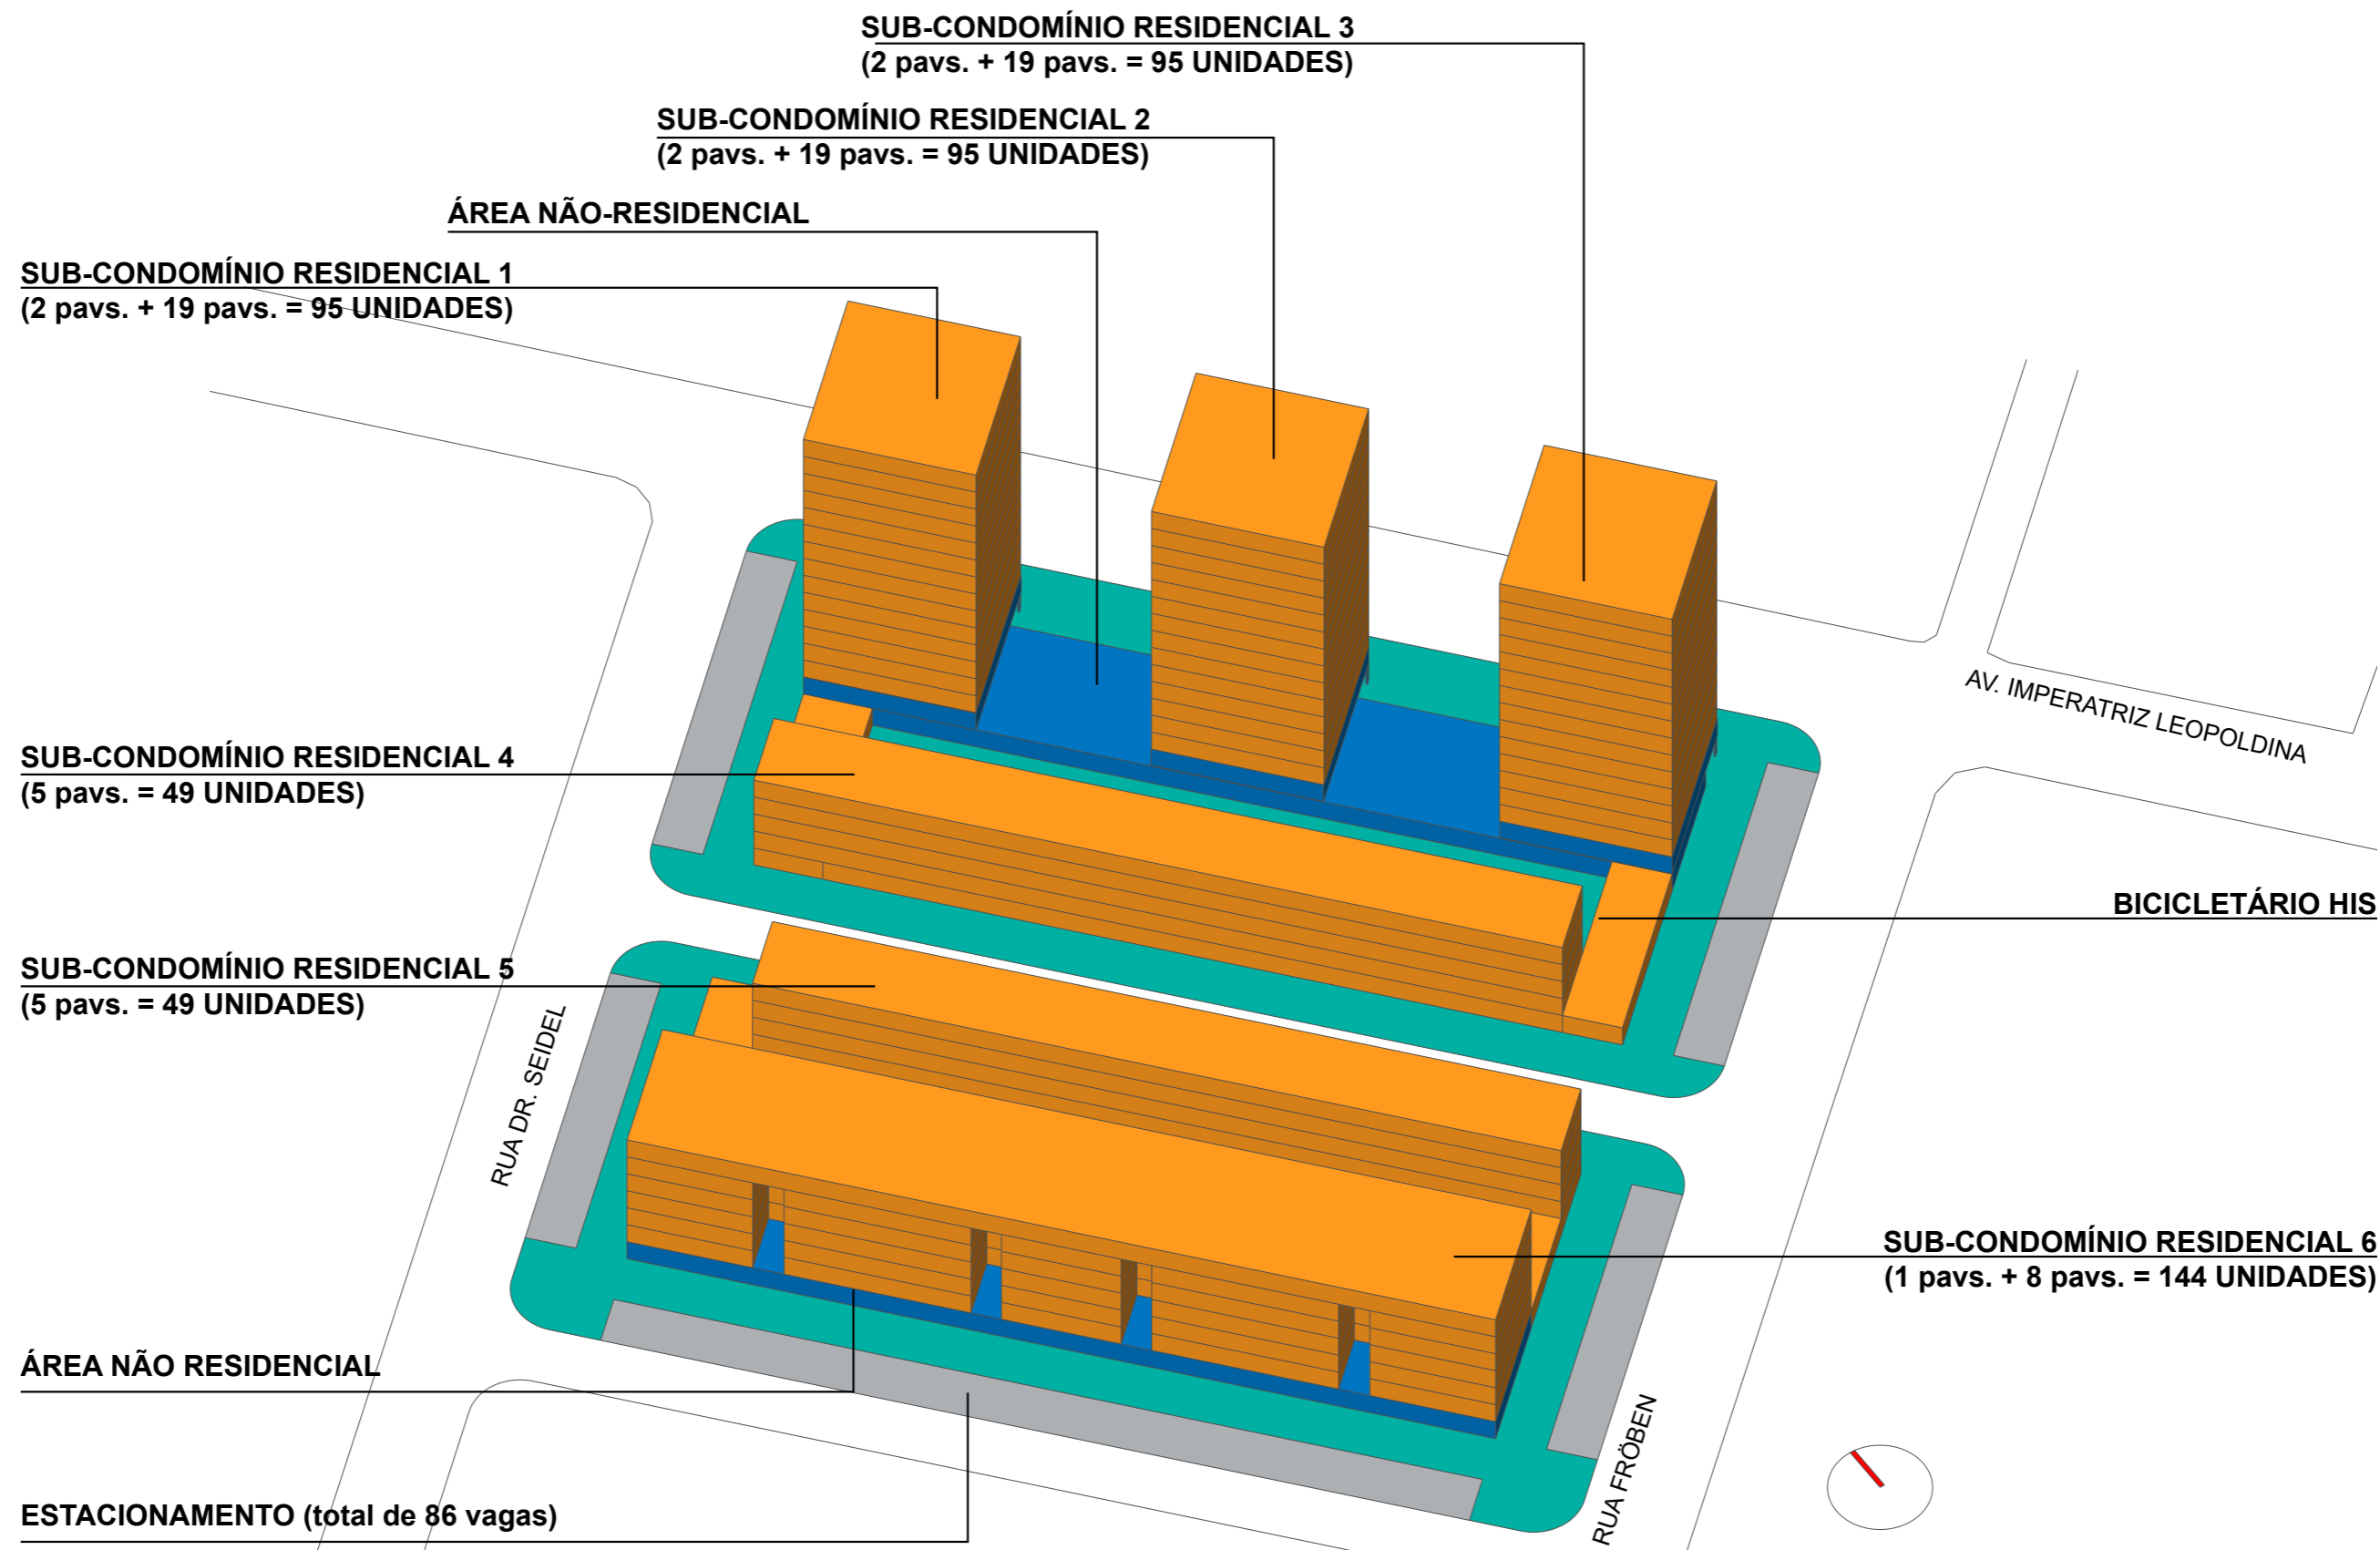 SUB-CONDOMÍNIO RESIDENCIAL 3
(2 pavs. + 19 pavs. = 95 UNIDADES)
SUB-CONDOMÍNIO RESIDENCIAL 2
(2 pavs. + 19 pavs. = 95 UNIDADES)
ÁREA NÃO-RESIDENCIAL
SUB-CONDOMÍNIO RESIDENCIAL 1
(2 pavs. + 19 pavs. = 95 UNIDADES)
AV. IMPERATRIZ LEOPOLDINA
SUB-CONDOMÍNIO RESIDENCIAL 4
(5 pavs. = 49 UNIDADES)
BICICLETÁRIO HIS
SUB-CONDOMÍNIO RESIDENCIAL 5
(5 pavs. = 49 UNIDADES)
RUA DR. SEIDEL
SUB-CONDOMÍNIO RESIDENCIAL 6
(1 pavs. + 8 pavs. = 144 UNIDADES)
ÁREA NÃO RESIDENCIAL
RUA FRÖBEN
ESTACIONAMENTO (total de 86 vagas)